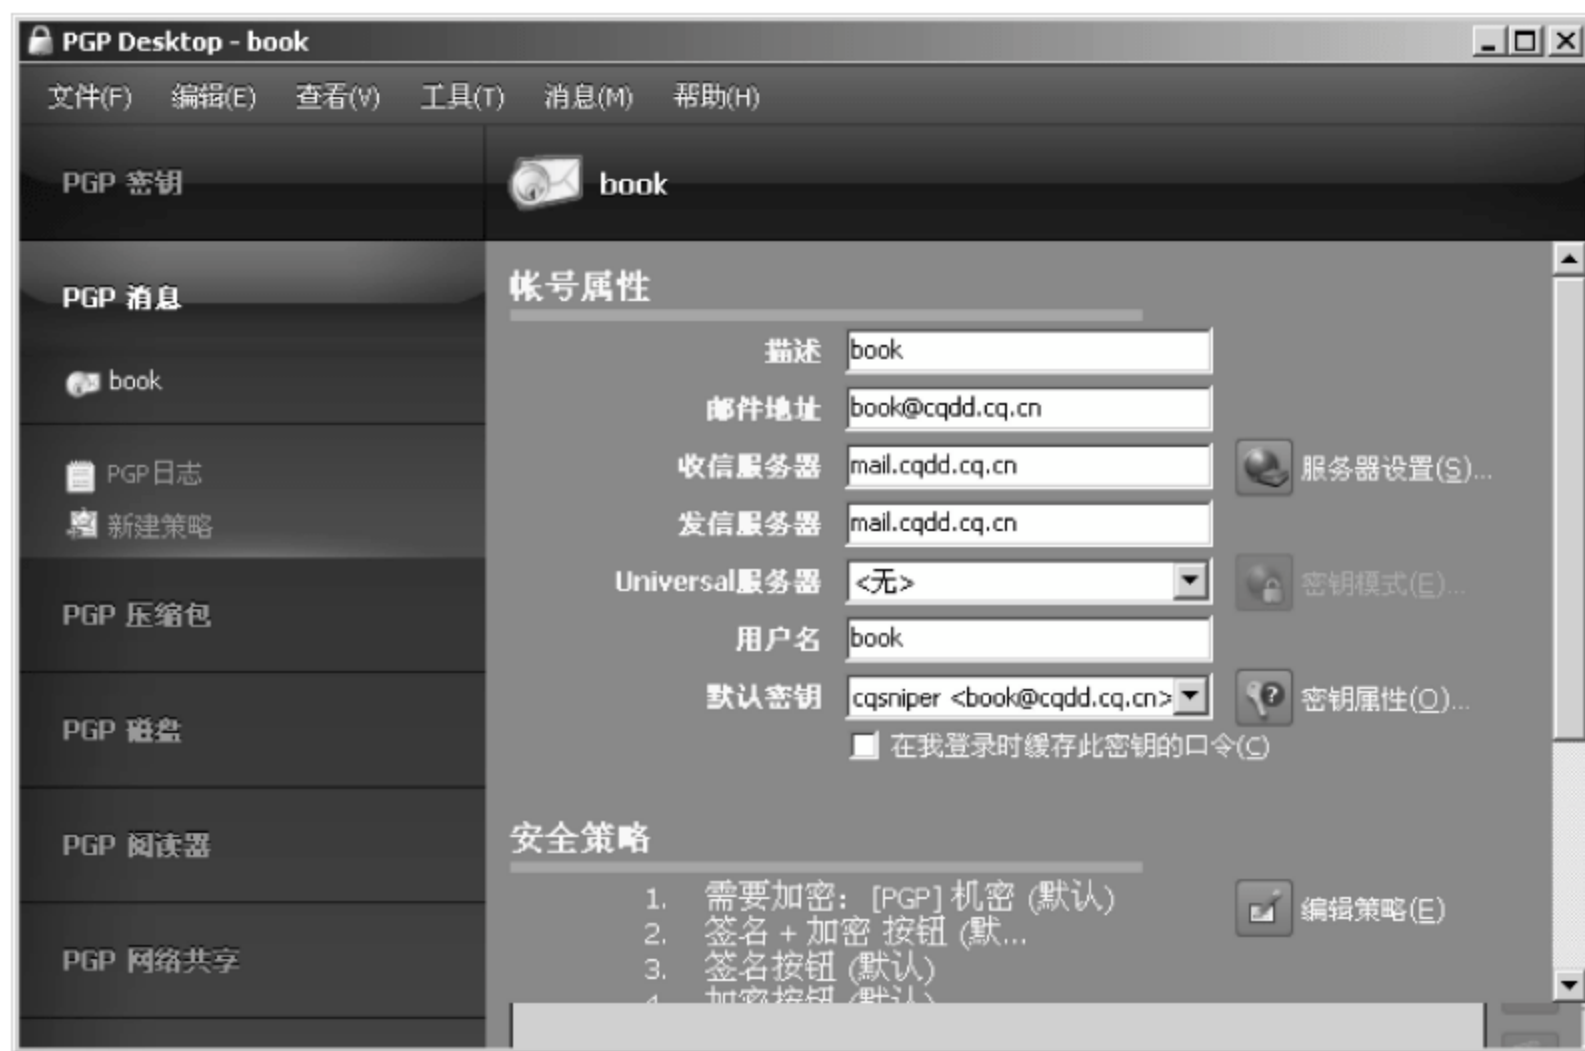 PGP Desktop - book
文件(F) 编辑(E) 查看(V) 工具(T) 消息(M) 帮助(H)
PGP 密钥
book
PGP 消息
book
PGP日志
新建策略
PGP 压缩包
PGP 磁盘
PGP 阅读器
PGP 网络共享
帐号属性
描述 book
邮件地址 book@cqdd.cq.cn
收信服务器 mail.cqdd.cq.cn 服务器设置(S)...
发信服务器 mail.cqdd.cq.cn
Universal服务器 <无> 密钥模式(E)...
用户名 book
默认密钥 cqsniper <book@cqdd.cq.cn> 密钥属性(O)...
在我登录时缓存此密钥的口令(C)
安全策略
1. 需要加密: [PGP] 机密 (默认) 编辑策略(E)
2. 签名 + 加密 按钮 (默...
3. 签名按钮 (默认)
4. 加密按钮 (默认)